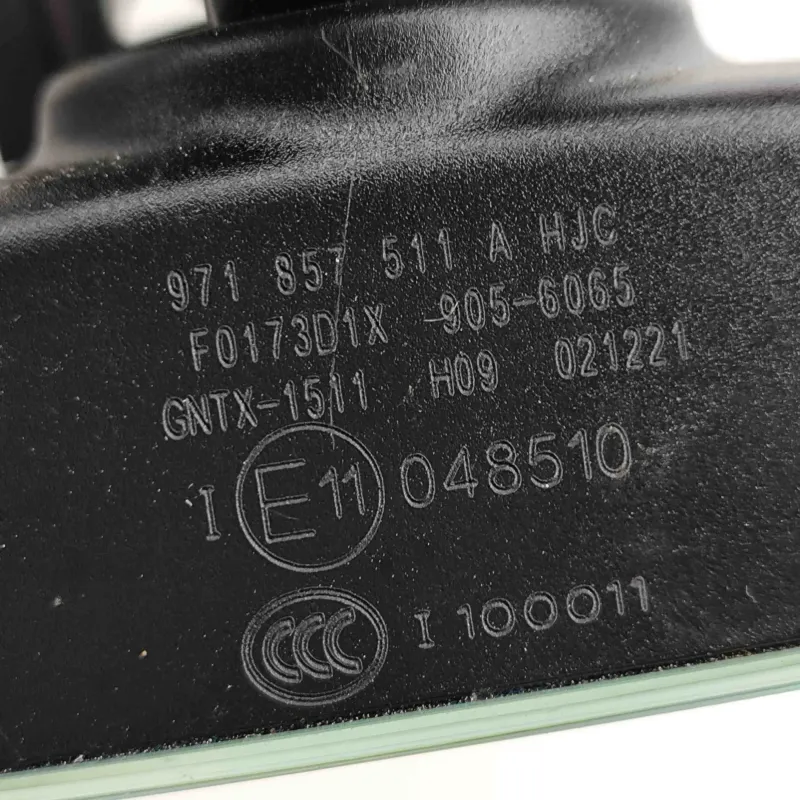 971 857 511 A HJC
F0173D1X -905-6065
GNTX-1511 H09 021221
I E11 048510
CCC I 100011